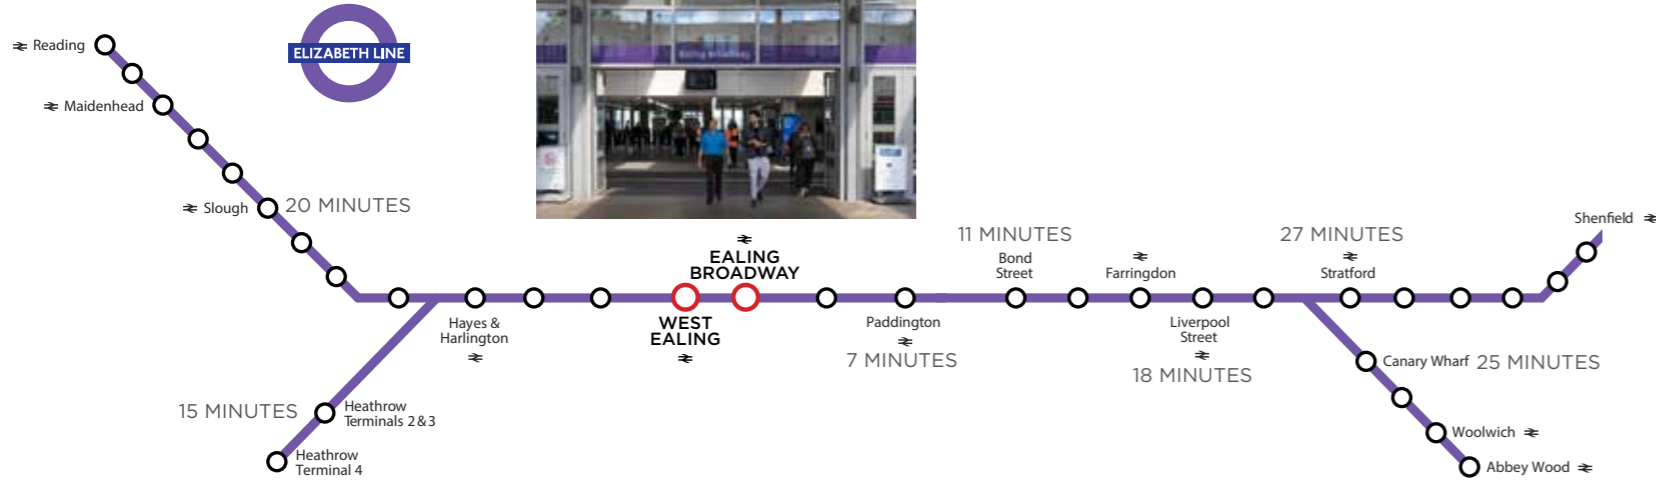 Reading
ELIZABETH LINE
Ealing Broadway
Maidenhead
Slough
20 MINUTES
EALING
BROADWAY
WEST
EALING
Hayes &
Harlington
15 MINUTES
Heathrow
Terminals 2&3
Heathrow
Terminal 4
Paddington
7 MINUTES
11 MINUTES
Bond
Street
Farringdon
Liverpool
Street
18 MINUTES
27 MINUTES
Stratford
Shenfield
Canary Wharf
25 MINUTES
Woolwich
Abbey Wood